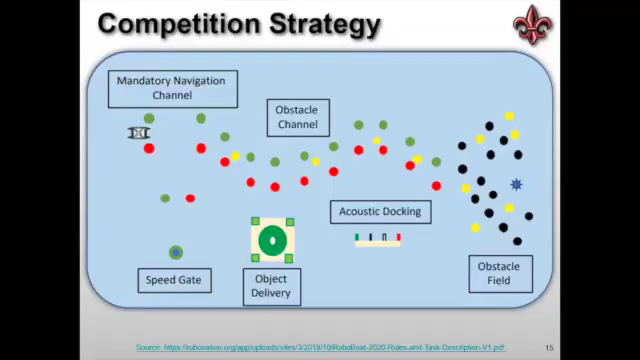 Competition Strategy
Mandatory Navigation
Channel
Obstacle
Channel
Acoustic Docking
Speed Gate
Object
Delivery
Obstacle
Field
Source: https://robonation.org/app/uploads/sites/3/2019/10/RoboBoat-2020-Rules-and-Task-Description-V1.pdf
15